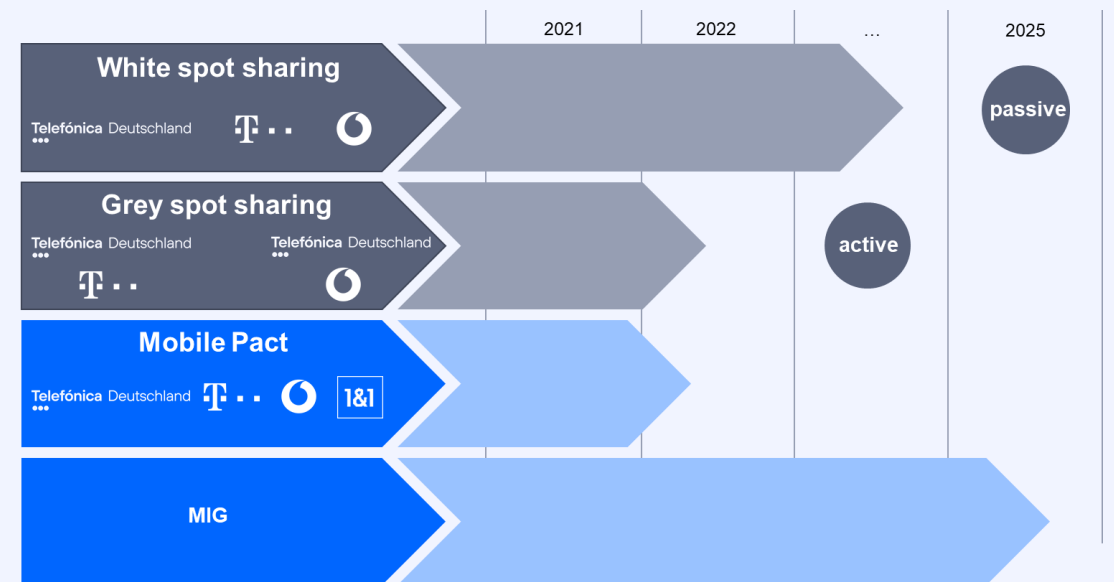 2021 2022 ... 2025
White spot sharing
Telefónica Deutschland T
passive
Grey spot sharing
Telefónica Deutschland Telefónica Deutschland
T
active
Mobile Pact
Telefónica Deutschland T 1&1
MIG